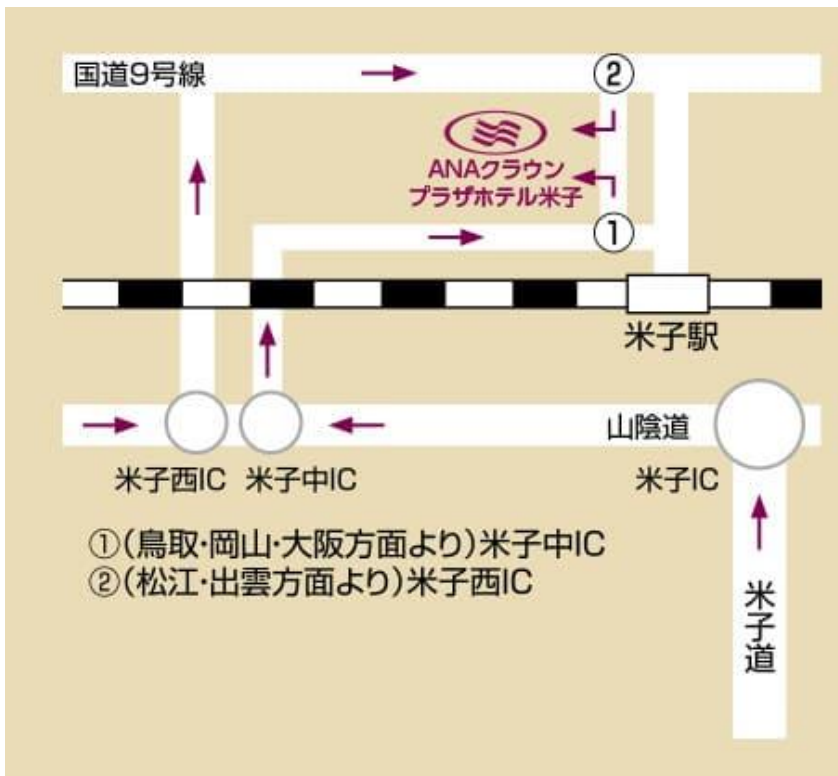 国道9号線
②
ANAクラウン
プラザホテル米子
①
米子駅
山陰道
米子西IC
米子中IC
米子IC
①(鳥取・岡山・大阪方面より)米子中IC
②(松江・出雲方面より)米子西IC
米子道